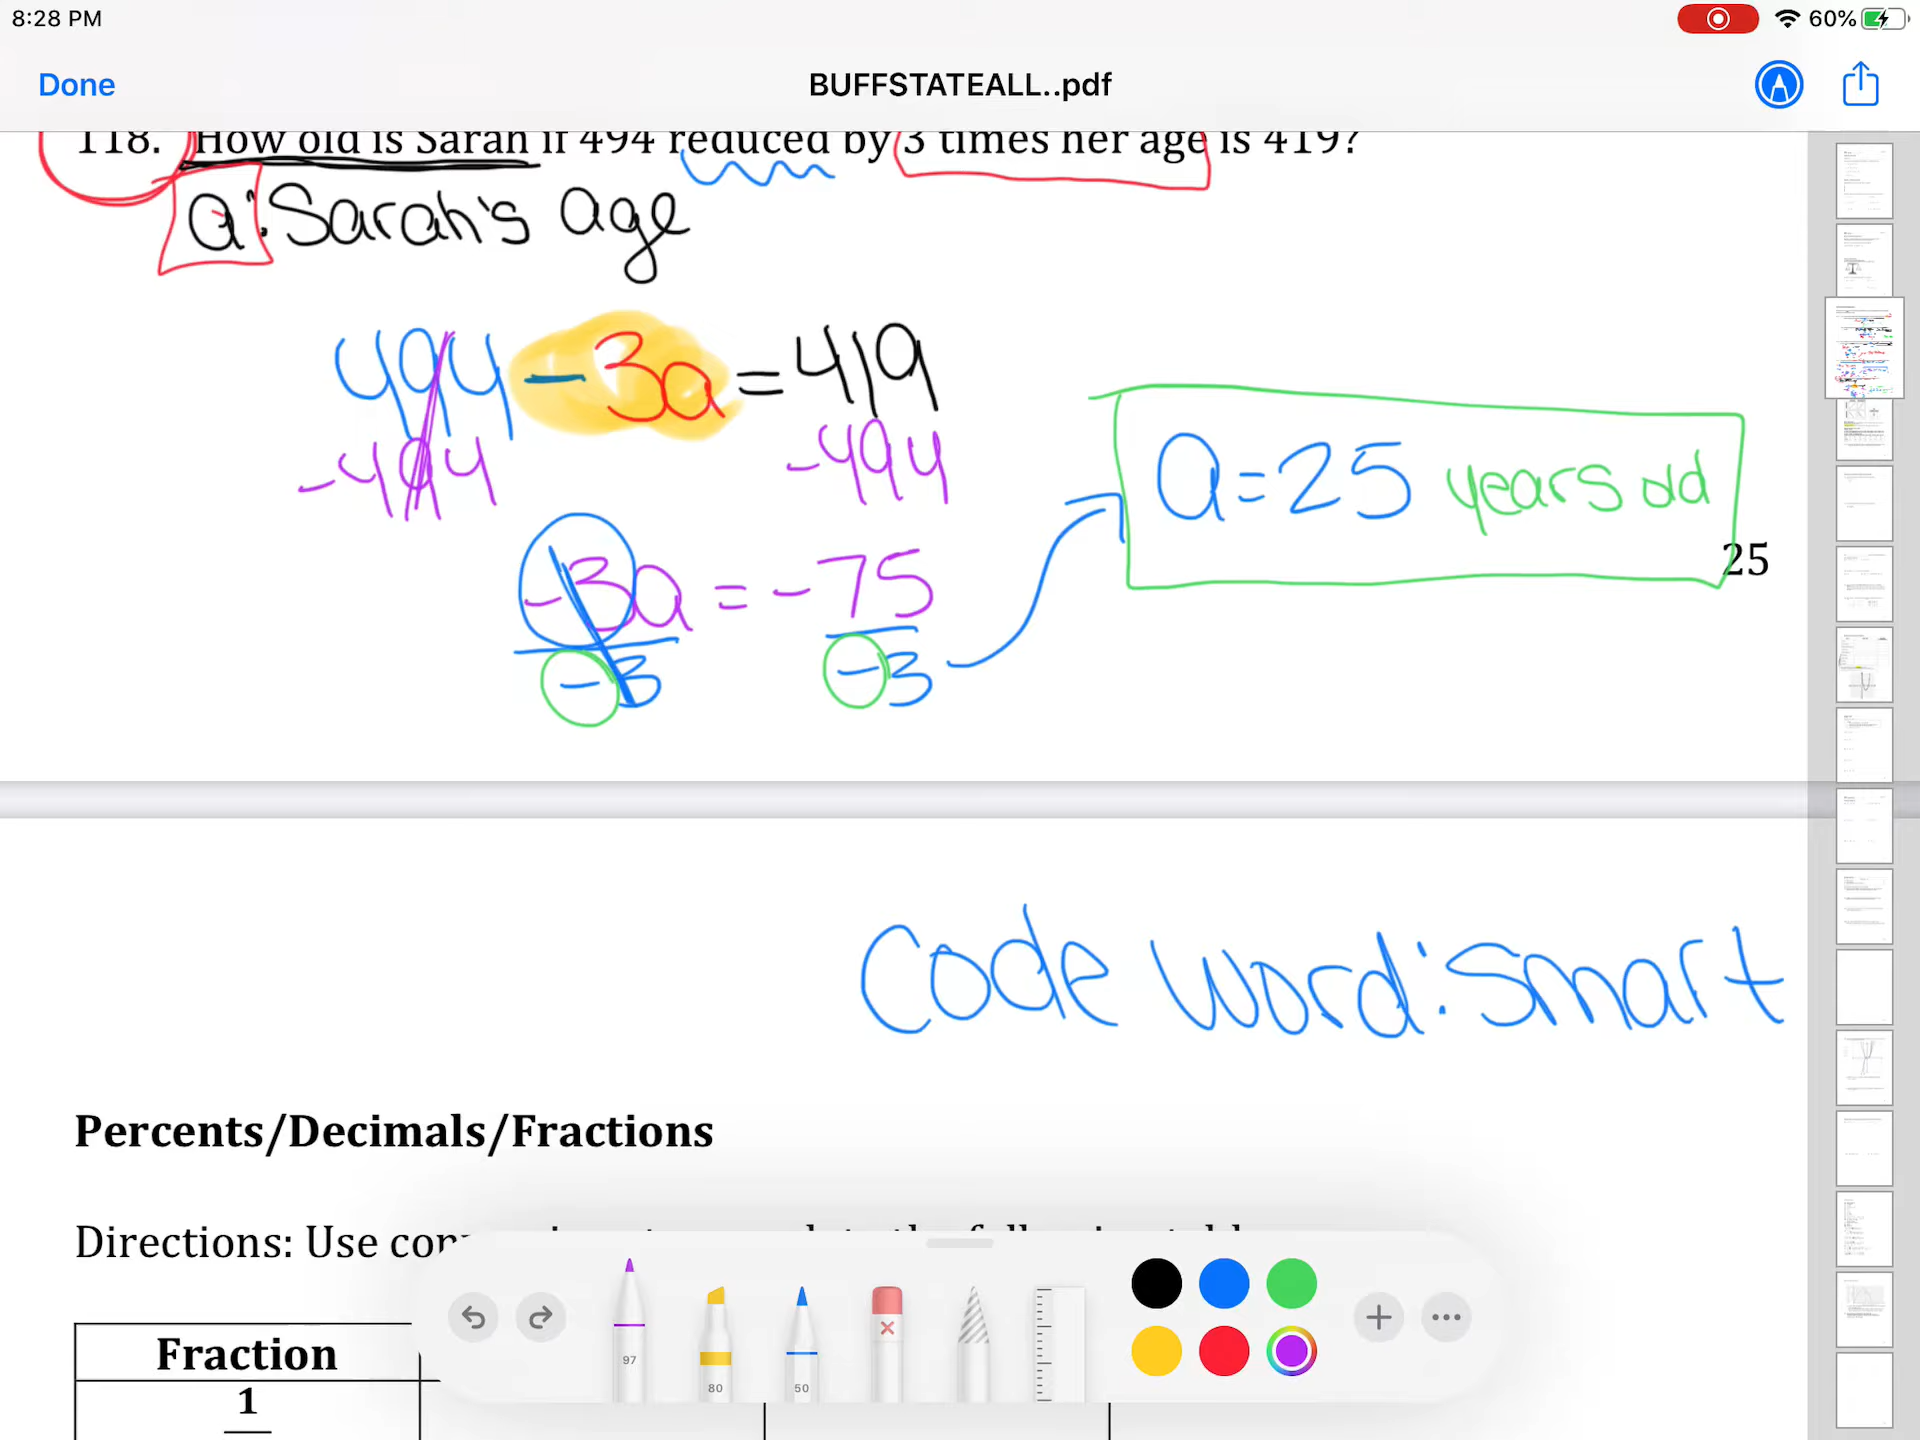 8:28 PM
60%
Done
BUFFSTATEALL..pdf
118. How old is Sarah if 494 reduced by 3 times her age is 419?
a: Sarah's age
494 - 3a = 419
-494 -494
-3a = -75
-3 -3
a = 25 years old
25
Code word: smart
Percents/Decimals/Fractions
Directions: Use
Fraction
1
97
80
50